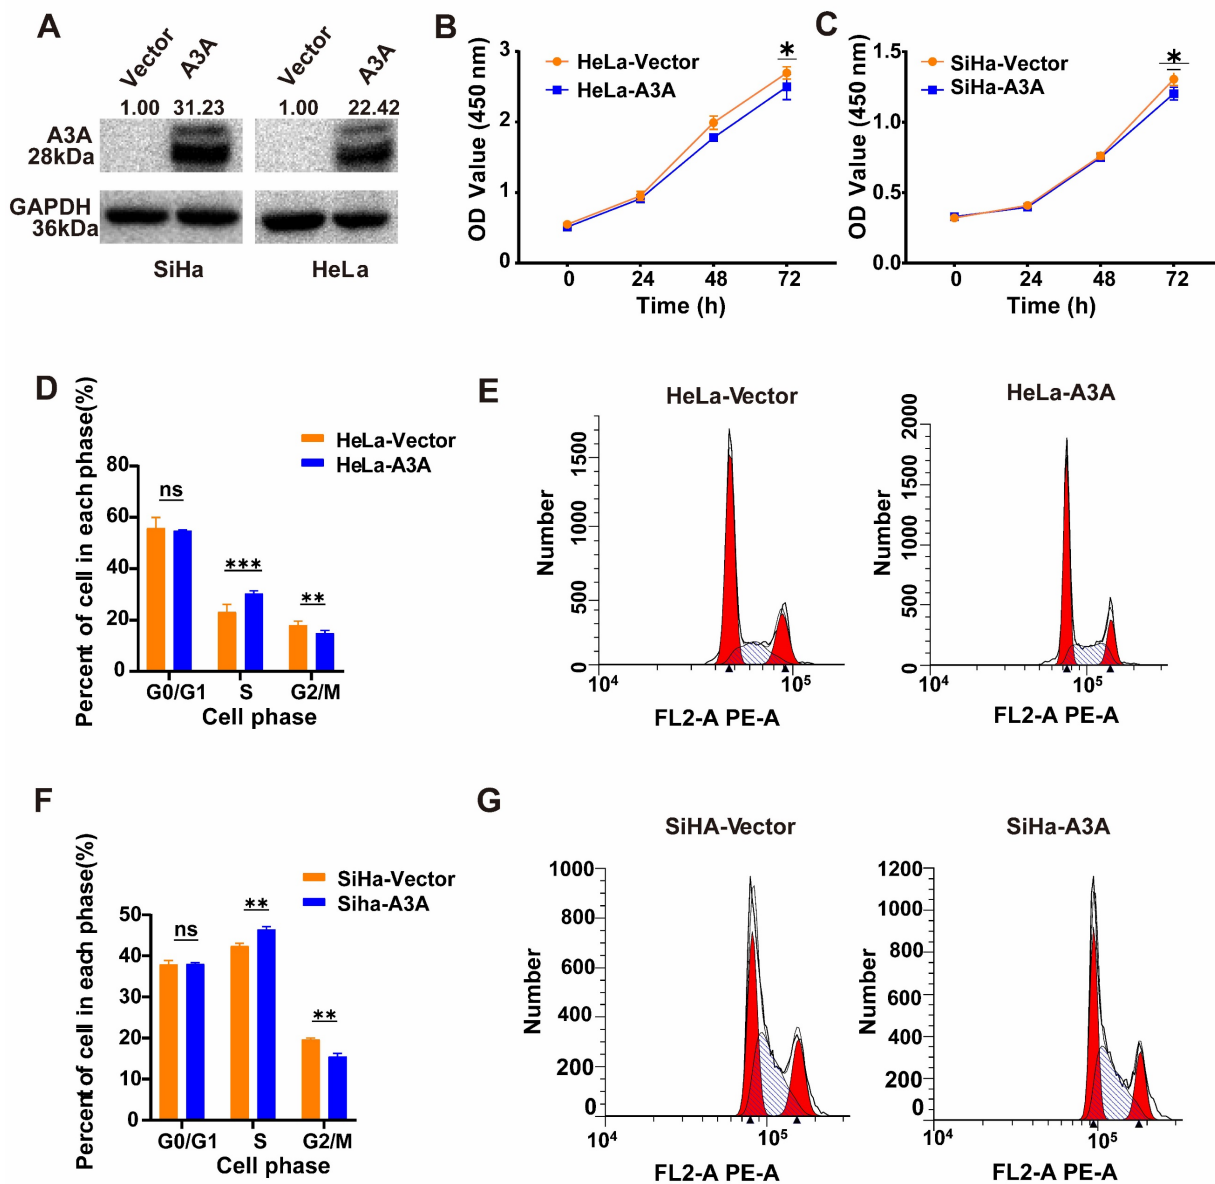 A
Vector
A3A
Vector
A3A
1.00 31.23
1.00 22.42
A3A
28kDa
GAPDH
36kDa
SiHa
HeLa
B
OD Value (450 nm)
3
2
1
0
HeLa-Vector
HeLa-A3A
*
0 24 48 72
Time (h)
C
OD Value (450 nm)
1.5
1.0
0.5
0.0
SiHa-Vector
SiHa-A3A
*
0 24 48 72
Time (h)
D
Percent of cell in each phase(%)
80
60
40
20
0
HeLa-Vector
HeLa-A3A
ns
***
**
G0/G1 S G2/M
Cell phase
E
HeLa-Vector
Number
1500
1000
500
0
10⁴ 10⁵
FL2-A PE-A
HeLa-A3A
Number
2000
1500
1000
500
0
10⁴ 10⁵
FL2-A PE-A
F
Percent of cell in each phase(%)
50
40
30
20
10
0
SiHa-Vector
Siha-A3A
ns
**
**
G0/G1 S G2/M
Cell phase
G
SiHA-Vector
Number
1000
800
600
400
200
0
10⁴ 10⁵
FL2-A PE-A
SiHa-A3A
Number
1200
1000
800
600
400
200
0
10⁴ 10⁵
FL2-A PE-A